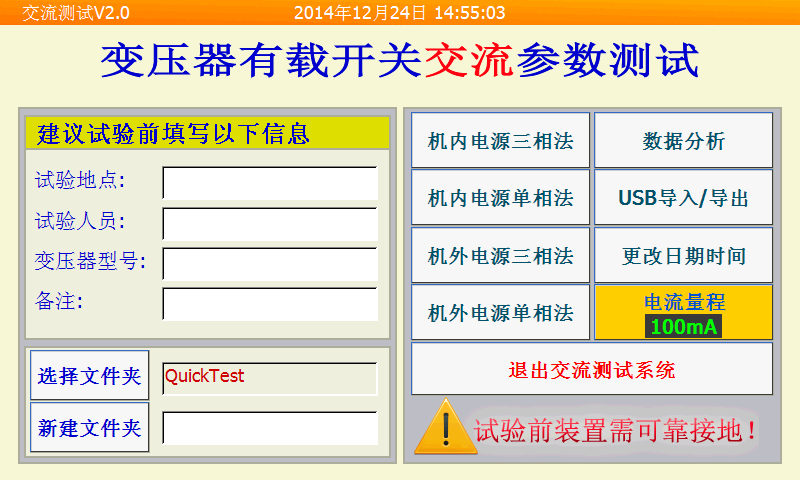 交流测试V2.0 2014年12月24日 14:55:03
变压器有载开关交流参数测试
建议试验前填写以下信息
试验地点:
试验人员:
变压器型号:
备注:
选择文件夹 QuickTest
新建文件夹
机内电源三相法 数据分析
机内电源单相法 USB导入/导出
机外电源三相法 更改日期时间
机外电源单相法 电流量程
100mA
退出交流测试系统
试验前装置需可靠接地!